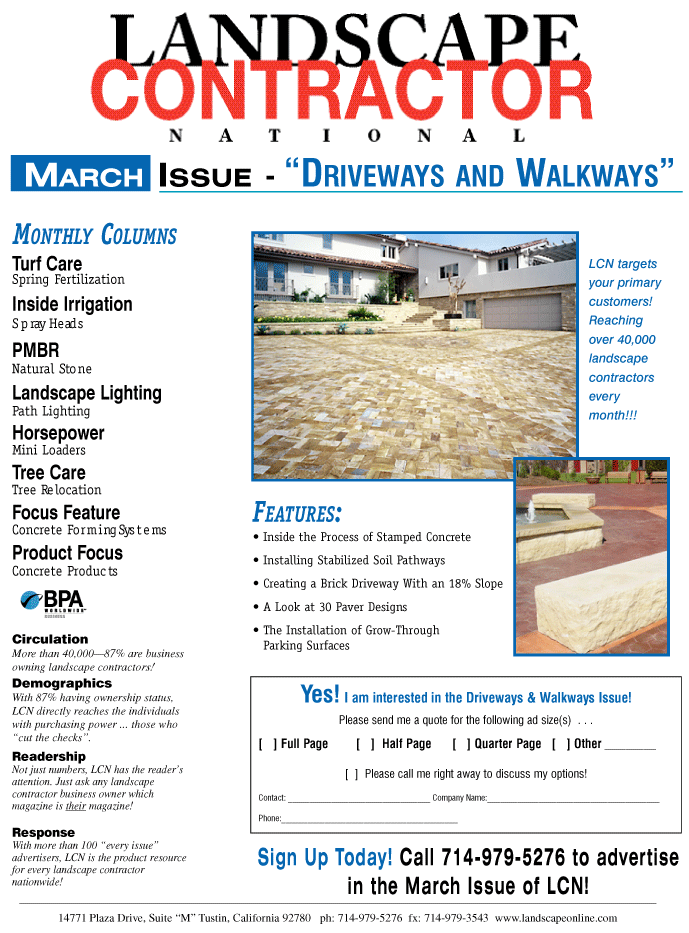 LANDSCAPE
CONTRACTOR
NATIONAL
MARCH ISSUE - “DRIVEWAYS AND WALKWAYS”
MONTHLY COLUMNS
Turf Care
Spring Fertilization
Inside Irrigation
Spray Heads
PMBR
Natural Stone
Landscape Lighting
Path Lighting
Horsepower
Mini Loaders
Tree Care
Tree Relocation
Focus Feature
Concrete Forming Systems
Product Focus
Concrete Products
BPA
WORLDWIDE™
BUSINESS
Circulation
More than 40,000—87% are business
owning landscape contractors!
Demographics
With 87% having ownership status,
LCN directly reaches the individuals
with purchasing power ... those who
“cut the checks”.
Readership
Not just numbers, LCN has the reader’s
attention. Just ask any landscape
contractor business owner which
magazine is their magazine!
Response
With more than 100 “every issue”
advertisers, LCN is the product resource
for every landscape contractor
nationwide!
LCN targets
your primary
customers!
Reaching
over 40,000
landscape
contractors
every
month!!!
FEATURES:
• Inside the Process of Stamped Concrete
• Installing Stabilized Soil Pathways
• Creating a Brick Driveway With an 18% Slope
• A Look at 30 Paver Designs
• The Installation of Grow-Through
Parking Surfaces
Yes! I am interested in the Driveways & Walkways Issue!
Please send me a quote for the following ad size(s) . . .
[ ] Full Page [ ] Half Page [ ] Quarter Page [ ] Other ________
[ ] Please call me right away to discuss my options!
Contact: ______________________________ Company Name:____________________________________
Phone:_____________________________________
Sign Up Today! Call 714-979-5276 to advertise
in the March Issue of LCN!
14771 Plaza Drive, Suite “M” Tustin, California 92780 ph: 714-979-5276 fx: 714-979-3543 www.landscapeonline.com